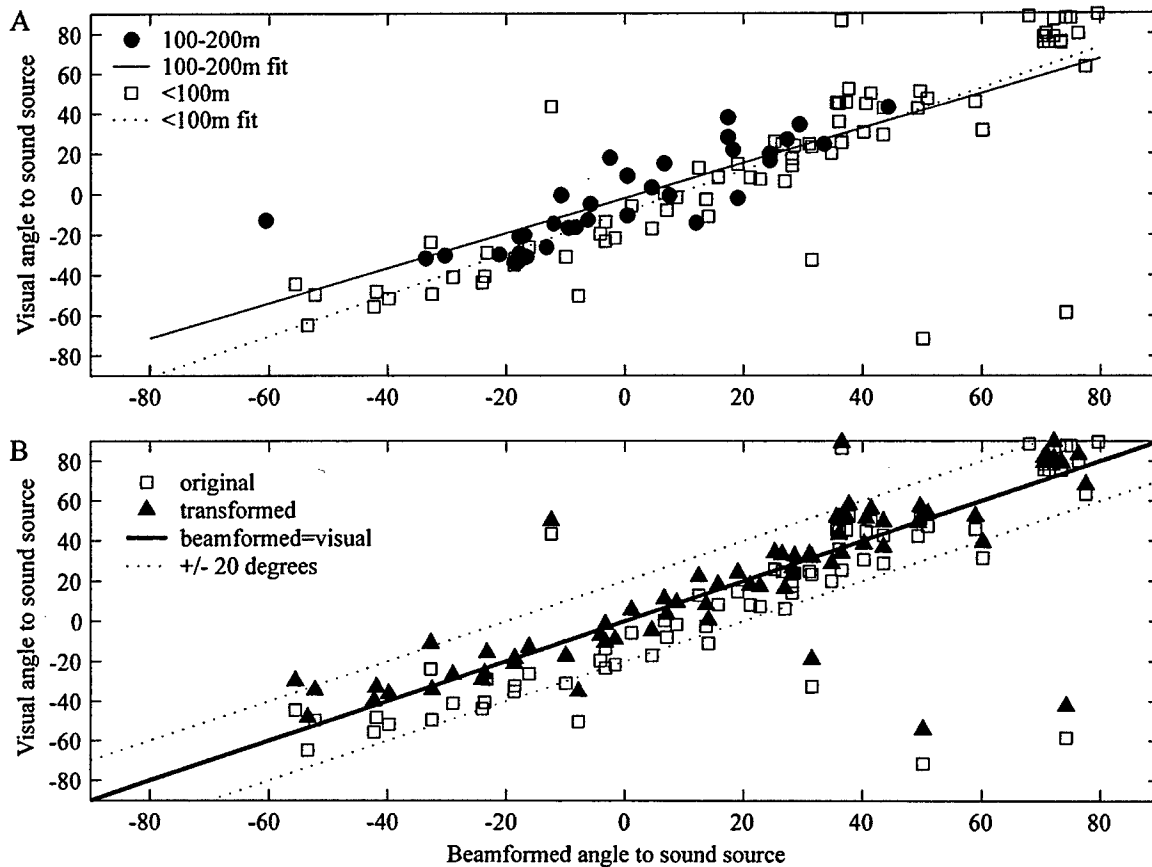 A
100-200m
100-200m fit
<100m
<100m fit
80
60
40
20
0
-20
-40
-60
-80
Visual angle to sound source
-80 -60 -40 -20 0 20 40 60 80
B
original
transformed
beamformed=visual
+/- 20 degrees
80
60
40
20
0
-20
-40
-60
-80
Visual angle to sound source
-80 -60 -40 -20 0 20 40 60 80
Beamformed angle to sound source